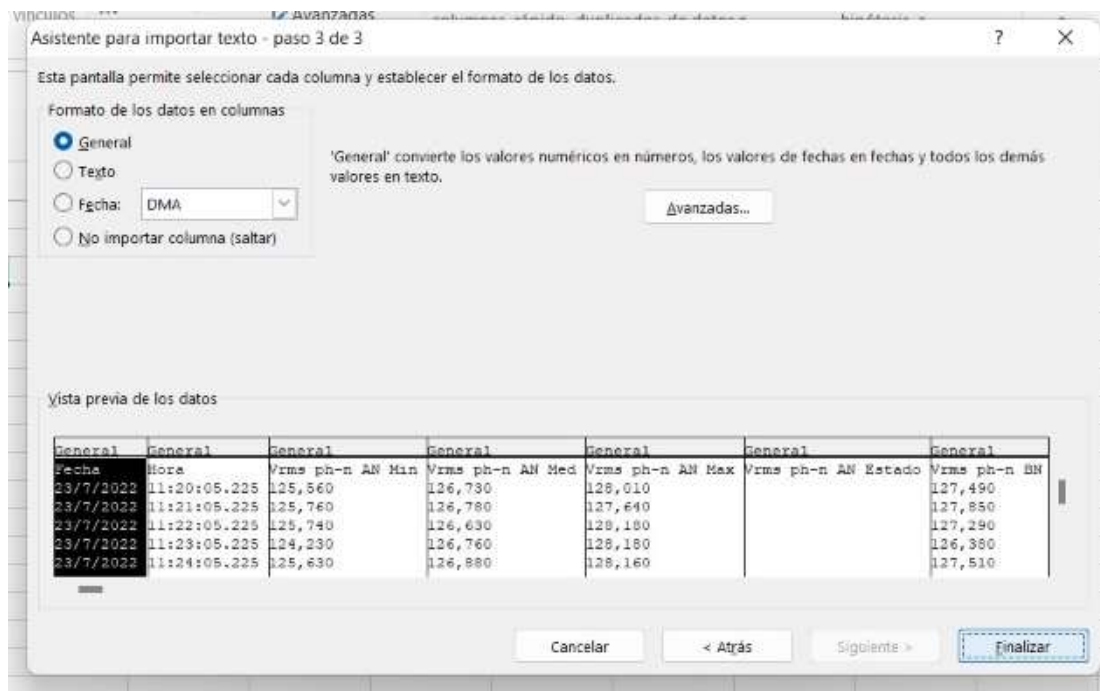 vínculos
Avanzadas
Asistente para importar texto - paso 3 de 3 ? ×
Esta pantalla permite seleccionar cada columna y establecer el formato de los datos.
Formato de los datos en columnas
General
Texto
Fecha: DMA
No importar columna (saltar)
'General' convierte los valores numéricos en números, los valores de fechas en fechas y todos los demás
valores en texto.
Avanzadas...
Vista previa de los datos
General General General General General General General
Fecha Hora Vrms ph-n AN Min Vrms ph-n AN Med Vrms ph-n AN Max Vrms ph-n AN Estado Vrms ph-n BN
23/7/2022 11:20:05.225 125,560 126,730 128,010 127,490
23/7/2022 11:21:05.225 125,760 126,780 127,640 127,850
23/7/2022 11:22:05.225 125,740 126,630 128,180 127,290
23/7/2022 11:23:05.225 124,230 126,760 128,180 126,380
23/7/2022 11:24:05.225 125,630 126,880 128,160 127,510
Cancelar < Atrás Siguiente > Finalizar